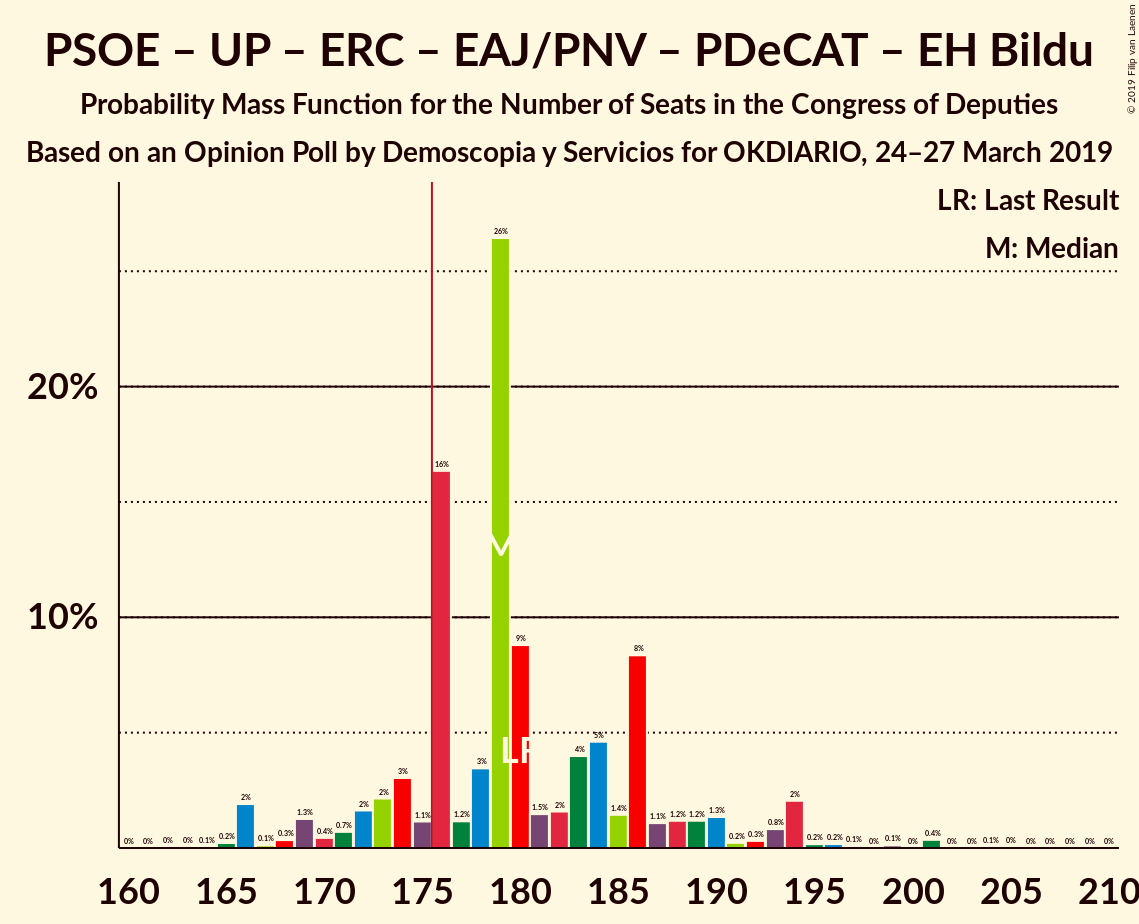 PSOE – UP – ERC – EAJ/PNV – PDeCAT – EH Bildu
Probability Mass Function for the Number of Seats in the Congress of Deputies
Based on an Opinion Poll by Demoscopia y Servicios for OKDIARIO, 24–27 March 2019
© 2019 Filip van Laenen
LR: Last Result
M: Median
20%
10%
0% 0% 0% 0% 0.1% 0.2% 2% 0.1% 0.3% 1.3% 0.4% 0.7% 2% 2% 3% 1.1% 16% 1.2% 3% 26% 9% 1.5% 2% 4% 5% 1.4% 8% 1.1% 1.2% 1.2% 1.3% 0.2% 0.3% 0.8% 2% 0.2% 0.2% 0.1% 0% 0.1% 0% 0.4% 0% 0% 0.1% 0% 0% 0% 0% 0% 0%
M
LR
160 165 170 175 180 185 190 195 200 205 210